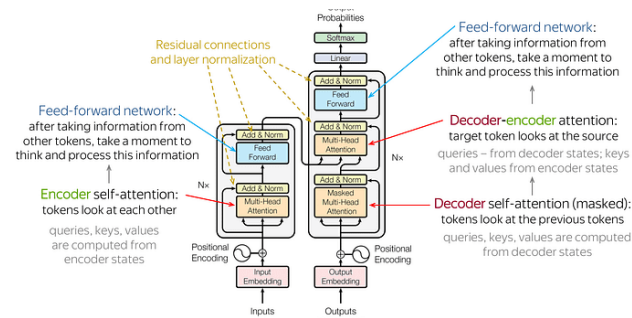 Probabilities
Softmax
Linear
Residual connections
and layer normalization
Feed-forward network:
after taking information from
other tokens, take a moment to
think and process this information
Add & Norm
Feed
Forward
Feed-forward network:
after taking information from
other tokens, take a moment to
think and process this information
Add & Norm
Feed
Forward
Add & Norm
Multi-Head
Attention
N×
Decoder-encoder attention:
target token looks at the source
queries – from decoder states; keys
and values from encoder states
Encoder self-attention:
tokens look at each other
queries, keys, values
are computed from
encoder states
N×
Add & Norm
Multi-Head
Attention
Add & Norm
Masked
Multi-Head
Attention
Decoder self-attention (masked):
tokens look at the previous tokens
queries, keys, values are computed
from decoder states
Positional
Encoding
Positional
Encoding
Input
Embedding
Output
Embedding
Inputs
Outputs